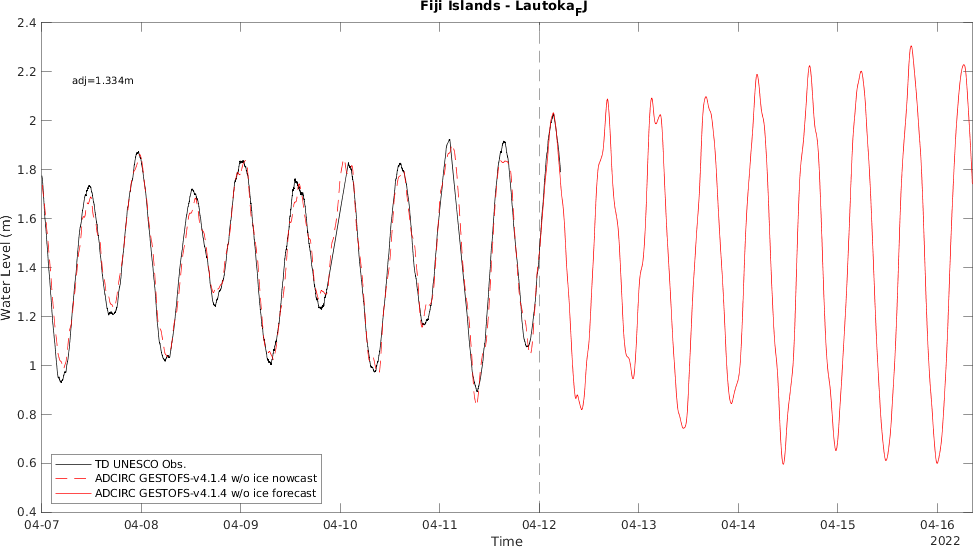 Fiji Islands - Lautoka_FJ
2.4
2.2
adj=1.334m
2
1.8
1.6
Water Level (m)
1.4
1.2
1
0.8
0.6
TD UNESCO Obs.
ADCIRC GESTOFS-v4.1.4 w/o ice nowcast
ADCIRC GESTOFS-v4.1.4 w/o ice forecast
0.4
04-07 04-08 04-09 04-10 04-11 04-12 04-13 04-14 04-15 04-16
Time
2022